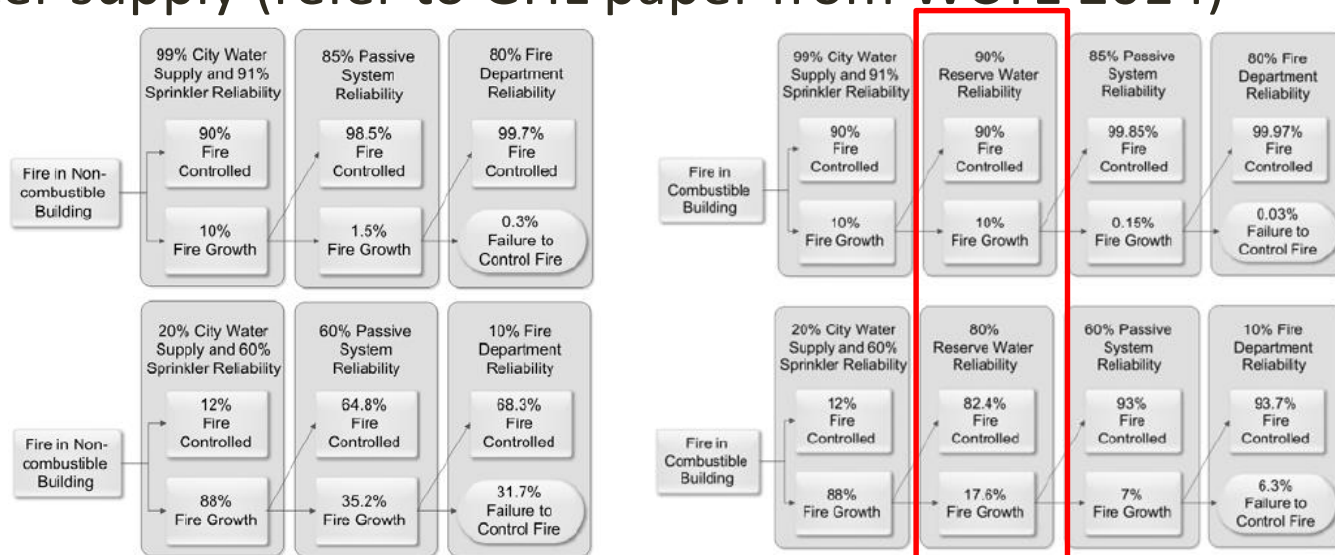 er supply (refer to GHL paper from WCTE 2014)
99% City Water
Supply and 91%
Sprinkler Reliability
85% Passive
System
Reliability
80% Fire
Department
Reliability
Fire in Non-
combustible
Building
90%
Fire
Controlled
98.5%
Fire
Controlled
99.7%
Fire
Controlled
10%
Fire Growth
1.5%
Fire Growth
0.3%
Failure to
Control Fire
20% City Water
Supply and 60%
Sprinkler Reliability
60% Passive
System
Reliability
10% Fire
Department
Reliability
Fire in Non-
combustible
Building
12%
Fire
Controlled
64.8%
Fire
Controlled
68.3%
Fire
Controlled
88%
Fire Growth
35.2%
Fire Growth
31.7%
Failure to
Control Fire
99% City Water
Supply and 91%
Sprinkler Reliability
90%
Reserve Water
Reliability
85% Passive
System
Reliability
80% Fire
Department
Reliability
Fire in
Combustible
Building
90%
Fire
Controlled
90%
Fire
Controlled
99.85%
Fire
Controlled
99.97%
Fire
Controlled
10%
Fire Growth
10%
Fire Growth
0.15%
Fire Growth
0.03%
Failure to
Control Fire
20% City Water
Supply and 60%
Sprinkler Reliability
80%
Reserve Water
Reliability
60% Passive
System
Reliability
10% Fire
Department
Reliability
Fire in
Combustible
Building
12%
Fire
Controlled
82.4%
Fire
Controlled
93%
Fire
Controlled
93.7%
Fire
Controlled
88%
Fire Growth
17.6%
Fire Growth
7%
Fire Growth
6.3%
Failure to
Control Fire